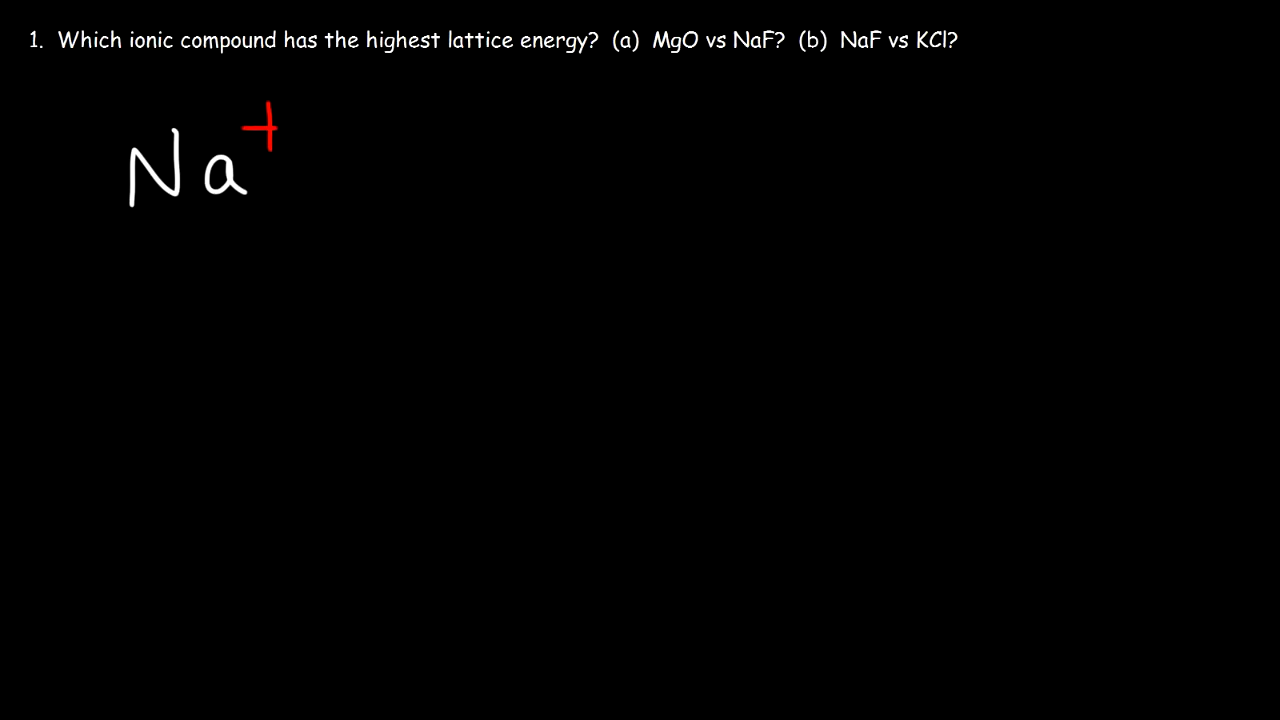 1. Which ionic compound has the highest lattice energy? (a) MgO vs NaF? (b) NaF vs KCl?
Na⁺